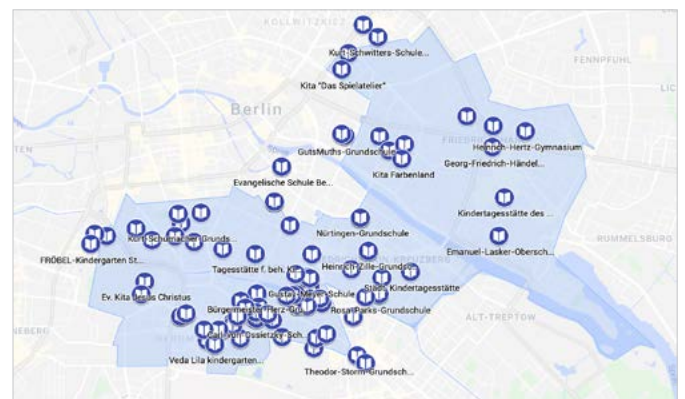 KOLLWITZKIEZ
Kurt-Schwitters-Schule...
FENNPFUHL
Kita "Das Spielatelier"
Berlin
GutsMuths-Grundschule
Heinrich-Hertz-Gymnasium
Georg-Friedrich-Händel...
Kita Farbenland
Evangelische Schule Be...
Kindertagesstätte des ...
Nürtingen-Grundschule
Kurt-Schumacher-Grunds...
Emanuel-Lasker-Obersch...
RUMMELSBURG
FRÖBEL-Kindergarten St...
Tagesstätte f. beh. Ki...
Heinrich-Zille-Grundsc...
Städt. Kindertagesstätte
Ev. Kita Jesus Christus
Gustav-Meyer-Schule
Bürgermeister-Herz-Gru...
Rosa-Parks-Grundschule
ALT-TREPTOW
Carl-von-Ossietzky-Sch...
Veda Lila kindergarten...
Theodor-Storm-Grundsch...